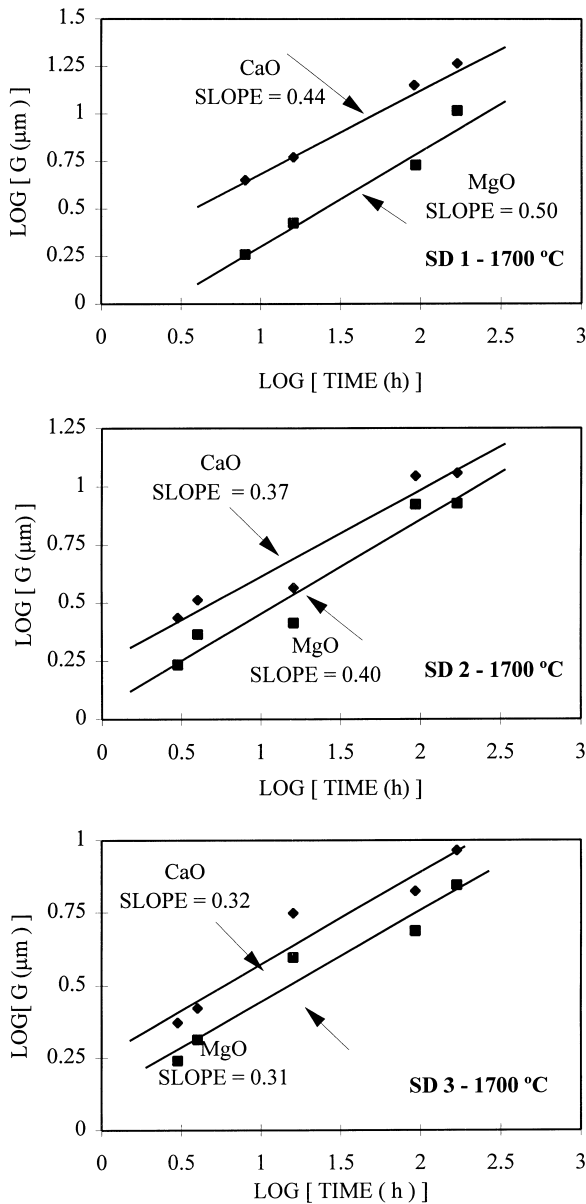 1.5
1.25
1
0.75
0.5
0.25
0
LOG [ G (μm) ]
CaO
SLOPE = 0.44
MgO
SLOPE = 0.50
SD 1 - 1700 ºC
0 0.5 1 1.5 2 2.5 3
LOG [ TIME (h) ]
1.25
1
0.75
0.5
0.25
0
LOG [ G (μm) ]
CaO
SLOPE = 0.37
MgO
SLOPE = 0.40
SD 2 - 1700 ºC
0 0.5 1 1.5 2 2.5 3
LOG [ TIME (h) ]
1
0.75
0.5
0.25
0
LOG[ G (μm ) ]
CaO
SLOPE = 0.32
MgO
SLOPE = 0.31
SD 3 - 1700 ºC
0 0.5 1 1.5 2 2.5 3
LOG [ TIME ( h ) ]